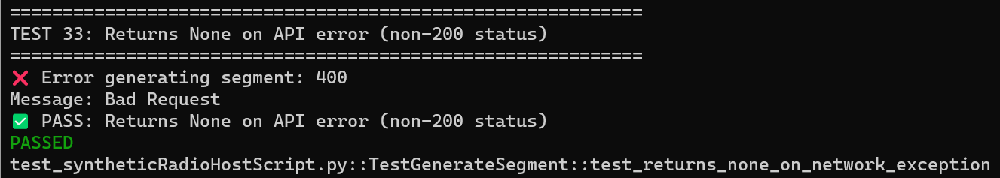 ============================================================
TEST 33: Returns None on API error (non-200 status)
============================================================
❌ Error generating segment: 400
Message: Bad Request
✅ PASS: Returns None on API error (non-200 status)
PASSED
test_syntheticRadioHostScript.py::TestGenerateSegment::test_returns_none_on_network_exception